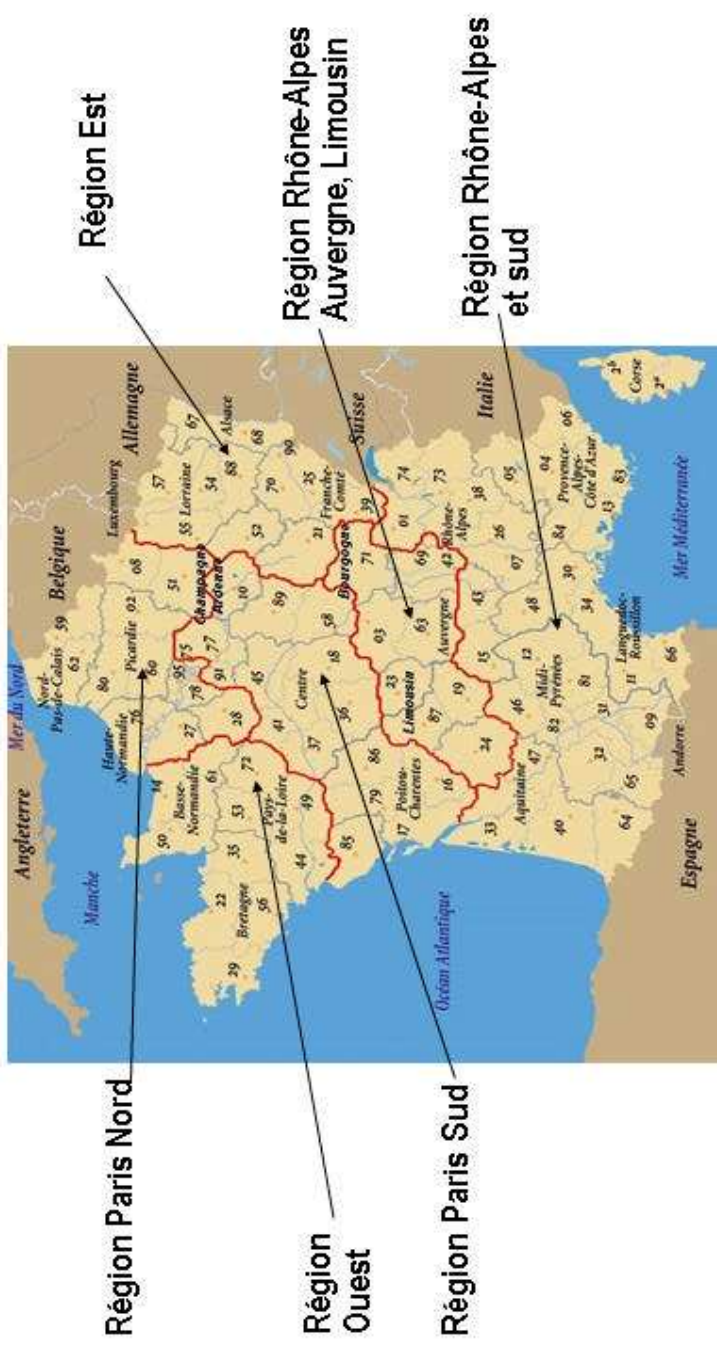 Région Paris Nord
Région
Ouest
Région Paris Sud
Région Est
Région Rhône-Alpes
Auvergne, Limousin
Région Rhône-Alpes
et sud
Mer du Nord
Angleterre
Manche
Belgique
Luxembourg
Allemagne
Suisse
Italie
Océan Atlantique
Mer Méditerranée
Espagne
Andorre
Nord-
Pas-de-Calais
59
62
80
Picardie
02
60
Haute-
Normandie
76
27
Basse-
Normandie
14
50
61
Bretagne
29
22
56
35
Pays-
de-la-Loire
53
72
49
44
85
95
75
78
91
77
Champagne
Ardenne
08
51
10
52
Lorraine
55
57
54
88
Alsace
67
68
Franche-
Comté
70
90
25
39
Bourgogne
21
89
58
71
Centre
28
45
41
37
36
18
Poitou-
Charentes
86
79
17
16
Limousin
23
87
19
Auvergne
03
63
15
43
Rhône-
Alpes
01
74
73
69
42
38
26
07
Aquitaine
24
33
47
40
64
Midi-
Pyrénées
46
12
82
81
31
32
65
09
Languedoc-
Roussillon
48
30
34
11
66
Provence-
Alpes-
Côte d'Azur
05
04
06
84
13
83
Corse
2b
2a